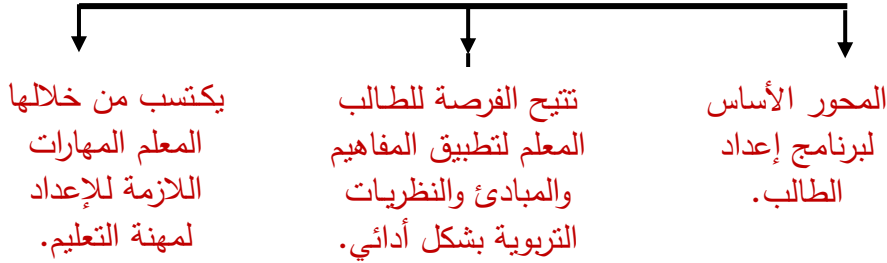 المحور الأساس
لبرنامج إعداد
الطالب.
تتيح الفرصة للطالب
المعلم لتطبيق المفاهيم
والمبادئ والنظريات
التربوية بشكل أدائي.
يكتسب من خلالها
المعلم المهارات
اللازمة للإعداد
لمهنة التعليم.